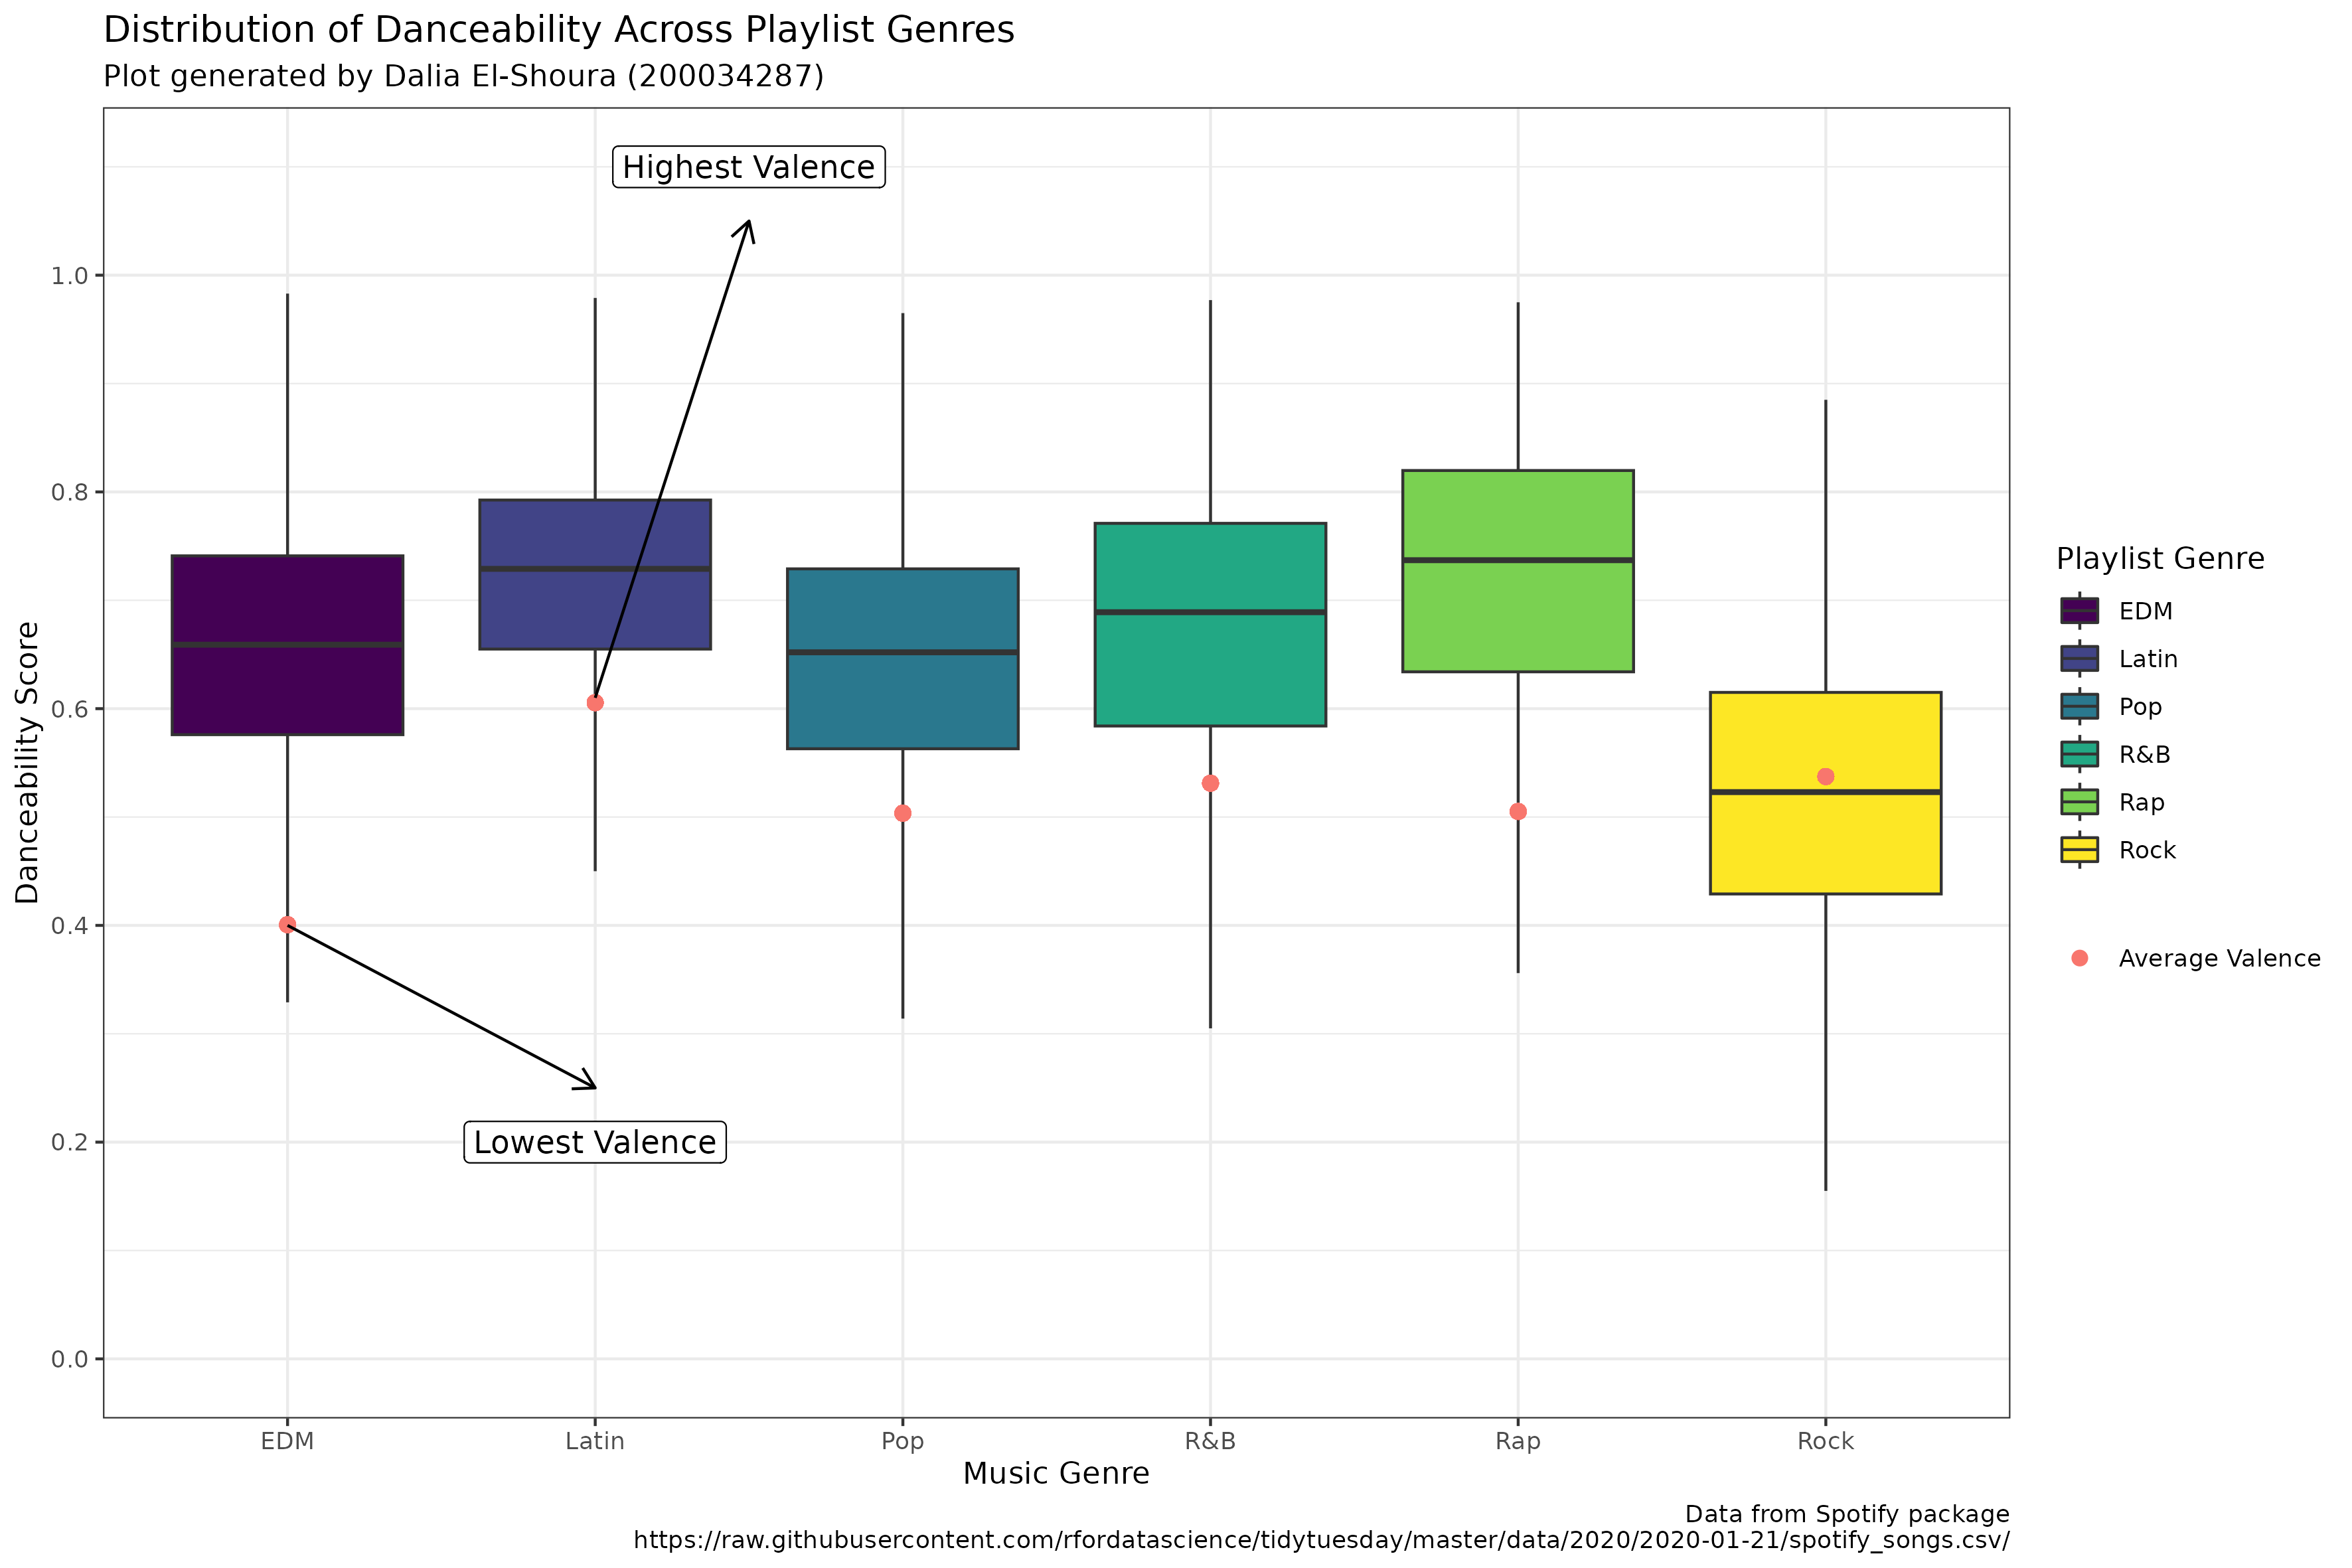 Distribution of Danceability Across Playlist Genres
Plot generated by Dalia El-Shoura (200034287)
Highest Valence
Lowest Valence
Danceability Score
1.0
0.8
0.6
0.4
0.2
0.0
EDM
Latin
Pop
R&B
Rap
Rock
Music Genre
Playlist Genre
EDM
Latin
Pop
R&B
Rap
Rock
Average Valence
Data from Spotify package
https://raw.githubusercontent.com/rfordatascience/tidytuesday/master/data/2020/2020-01-21/spotify_songs.csv/